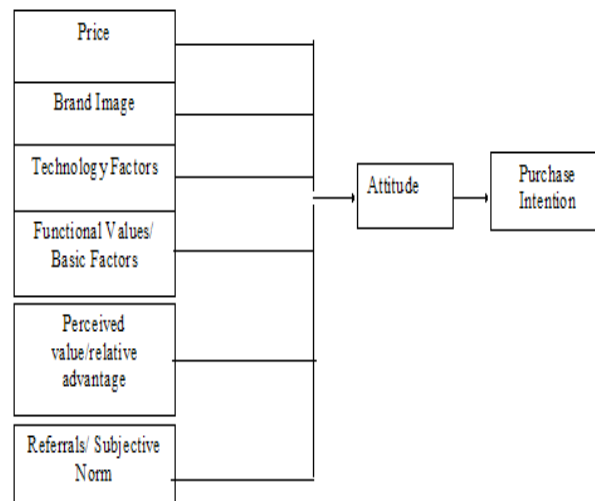 Price
Brand Image
Technology Factors
Functional Values/
Basic Factors
Perceived
value/relative
advantage
Referrals/ Subjective
Norm
Attitude
Purchase
Intention